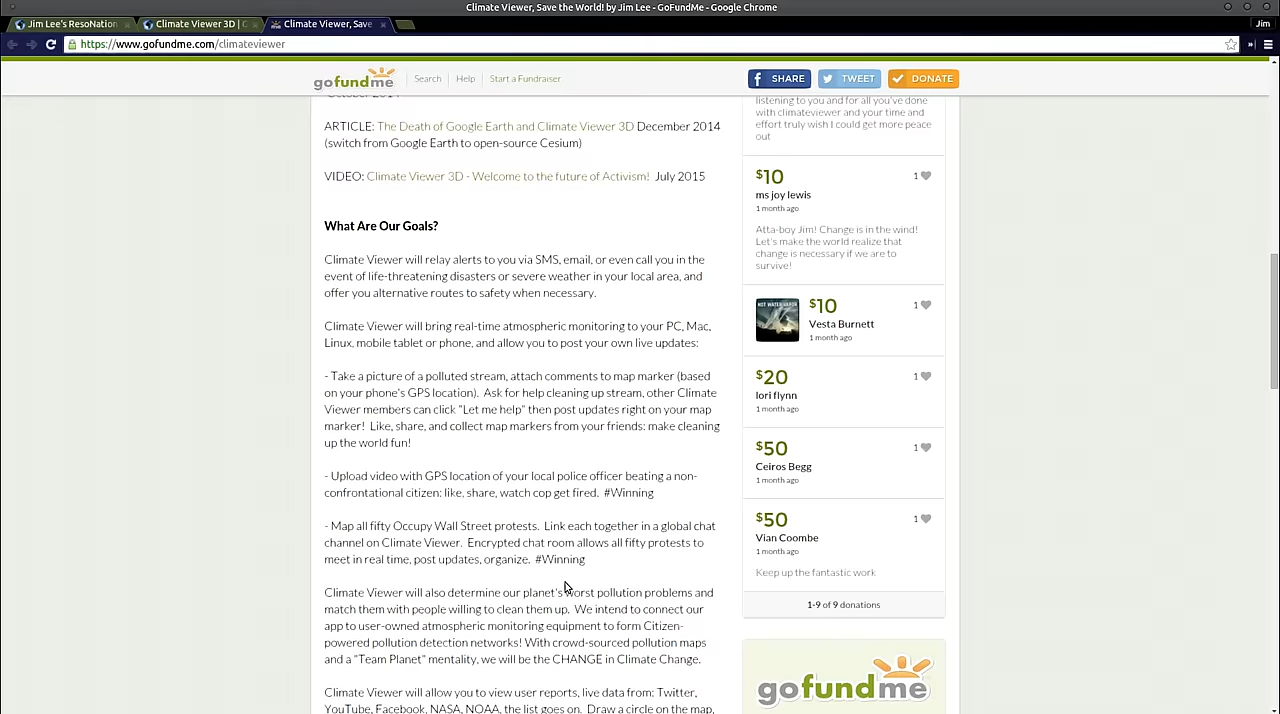 Climate Viewer, Save the World! by Jim Lee - GoFundMe - Google Chrome
Jim Lee's ResoNation
Climate Viewer 3D | C
Climate Viewer, Save
Jim
https://www.gofundme.com/climateviewer
gofundme
Search
Help
Start a Fundraiser
SHARE
TWEET
DONATE
October 2014
ARTICLE: The Death of Google Earth and Climate Viewer 3D December 2014
(switch from Google Earth to open-source Cesium)
VIDEO: Climate Viewer 3D - Welcome to the future of Activism! July 2015
What Are Our Goals?
Climate Viewer will relay alerts to you via SMS, email, or even call you in the
event of life-threatening disasters or severe weather in your local area, and
offer you alternative routes to safety when necessary.
Climate Viewer will bring real-time atmospheric monitoring to your PC, Mac,
Linux, mobile tablet or phone, and allow you to post your own live updates:
- Take a picture of a polluted stream, attach comments to map marker (based
on your phone's GPS location). Ask for help cleaning up stream, other Climate
Viewer members can click "Let me help" then post updates right on your map
marker! Like, share, and collect map markers from your friends: make cleaning
up the world fun!
- Upload video with GPS location of your local police officer beating a non-
confrontational citizen: like, share, watch cop get fired. #Winning
- Map all fifty Occupy Wall Street protests. Link each together in a global chat
channel on Climate Viewer. Encrypted chat room allows all fifty protests to
meet in real time, post updates, organize. #Winning
Climate Viewer will also determine our planet's worst pollution problems and
match them with people willing to clean them up. We intend to connect our
app to user-owned atmospheric monitoring equipment to form Citizen-
powered pollution detection networks! With crowd-sourced pollution maps
and a "Team Planet" mentality, we will be the CHANGE in Climate Change.
Climate Viewer will allow you to view user reports, live data from: Twitter,
YouTube, Facebook, NASA, NOAA, the list goes on. Draw a circle on the map,
listening to you and for all you've done
with climateviewer and your time and
effort truly wish I could get more peace
out
$10
1
ms joy lewis
1 month ago
Atta-boy Jim! Change is in the wind!
Let's make the world realize that
change is necessary if we are to
survive!
NOT WATER VAPOR
$10
1
Vesta Burnett
1 month ago
$20
1
lori flynn
1 month ago
$50
1
Ceiros Begg
1 month ago
$50
1
Vian Coombe
1 month ago
Keep up the fantastic work
1-9 of 9 donations
gofundme